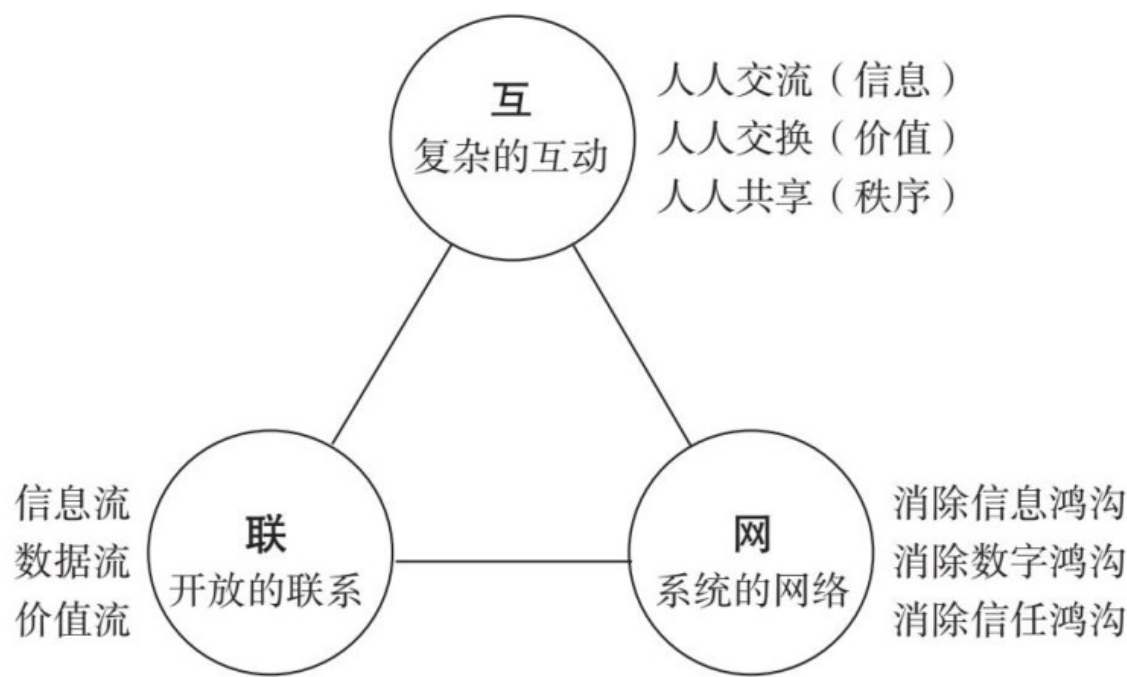 互
复杂的互动
人人交流（信息）
人人交换（价值）
人人共享（秩序）
信息流
数据流
价值流
联
开放的联系
网
系统的网络
消除信息鸿沟
消除数字鸿沟
消除信任鸿沟